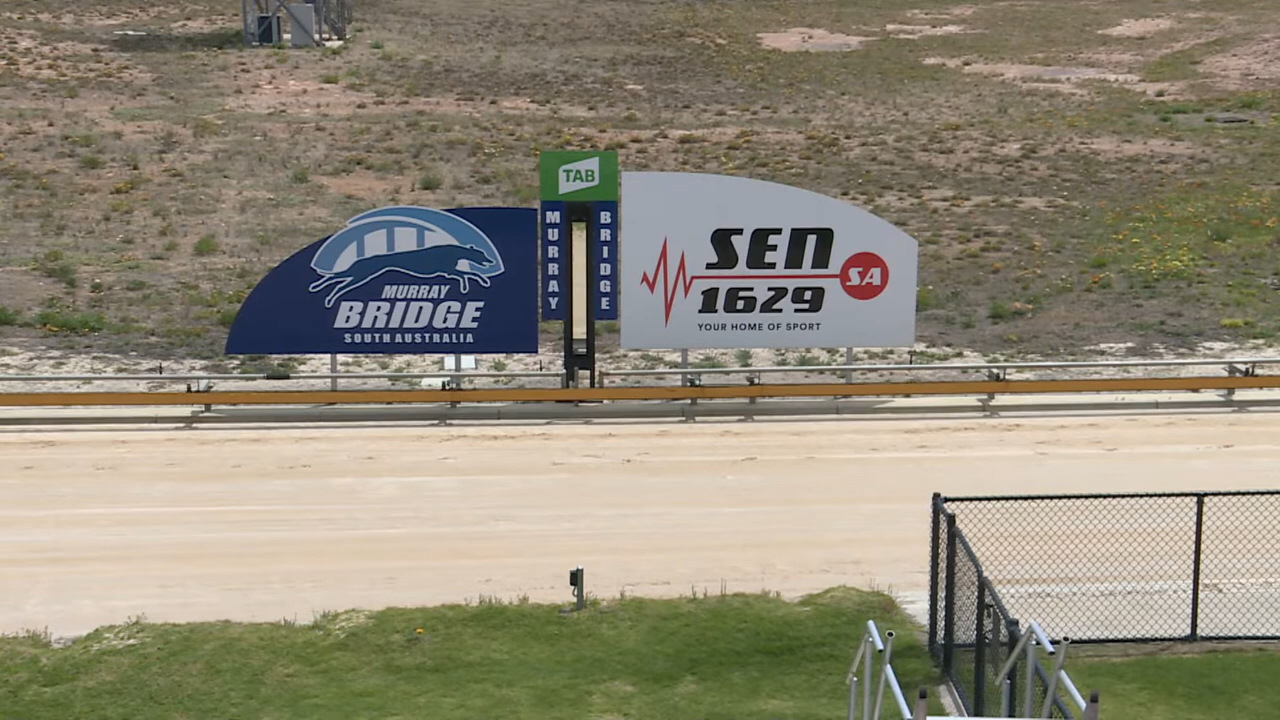 TAB
MURRAY
BRIDGE
MURRAY
BRIDGE
SOUTH AUSTRALIA
SEN
SA
1629
YOUR HOME OF SPORT